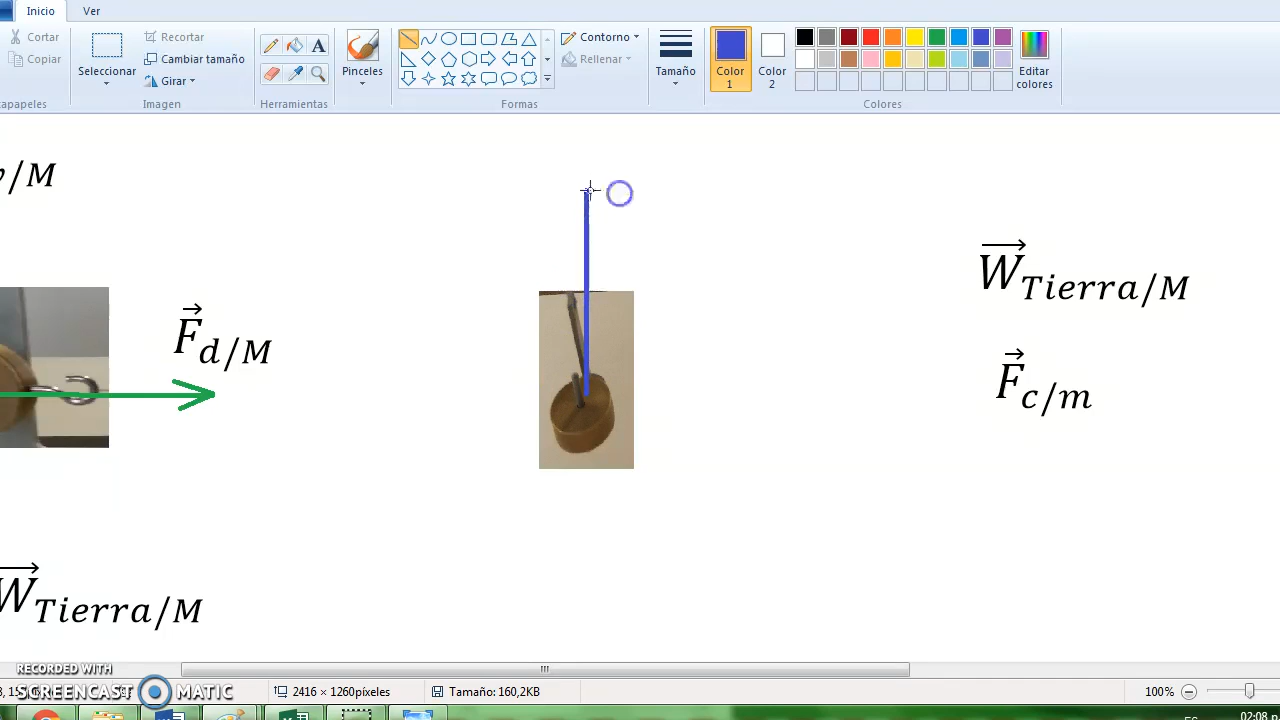 Inicio Ver
Cortar
Copiar
Seleccionar
Recortar
Cambiar tamaño
Girar
A
Pinceles
Contorno
Rellenar
Tamaño
Color 1
Color 2
Editar colores
Imagen Herramientas Formas Colores
/M
W Tierra/M
F d/M
F c/m
W Tierra/M
RECORDED WITH
SCREENCAST MATIC
2416 × 1260píxeles
Tamaño: 160,2KB
100%
ES